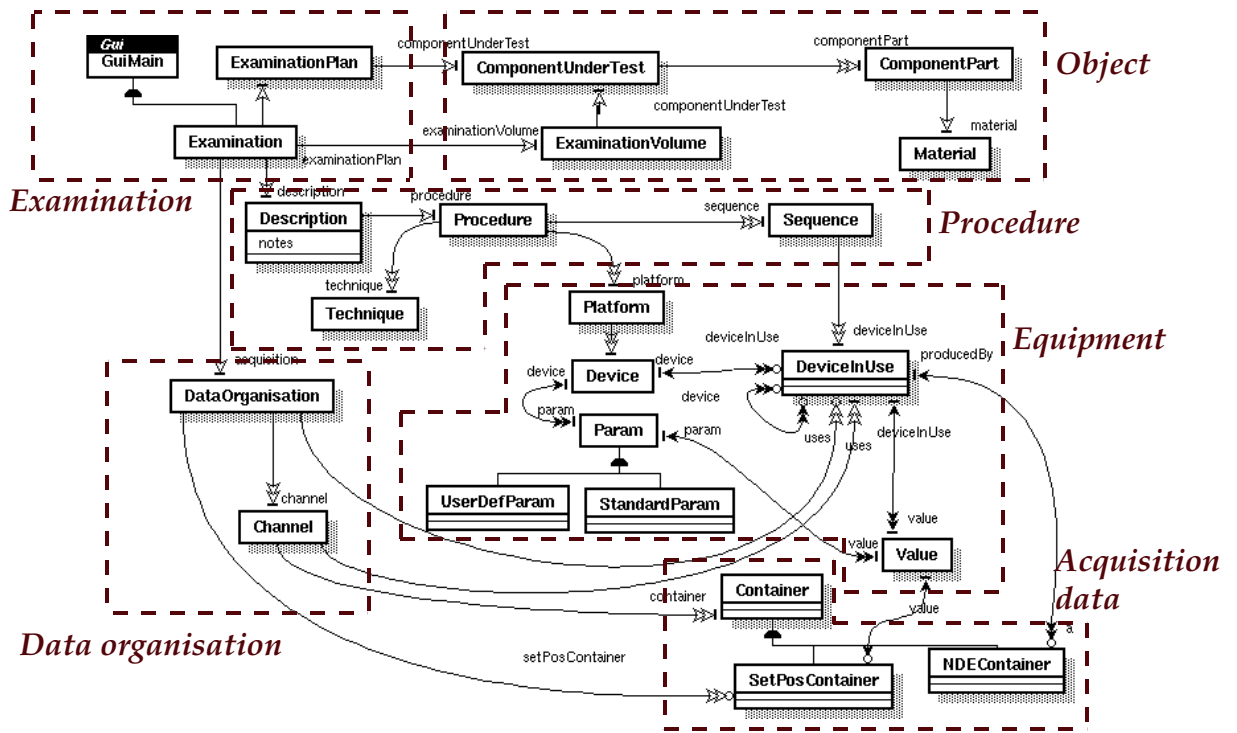 Gui
GuiMain
ExaminationPlan
componentUnderTest
ComponentUnderTest
componentPart
ComponentPart
Object
componentUnderTest
Examination
examinationVolume
ExaminationVolume
material
Material
examinationPlan
Examination
description
Description
notes
procedure
Procedure
sequence
Sequence
Procedure
technique
Technique
platform
Platform
deviceInUse
deviceInUse
producedBy
Equipment
acquisition
DataOrganisation
device
Device
device
DeviceInUse
device
param
Param
param
uses
uses
deviceInUse
UserDefParam
StandardParam
channel
Channel
value
value
Value
Acquisition
data
container
Container
value
a
Data organisation
setPosContainer
SetPosContainer
NDEContainer